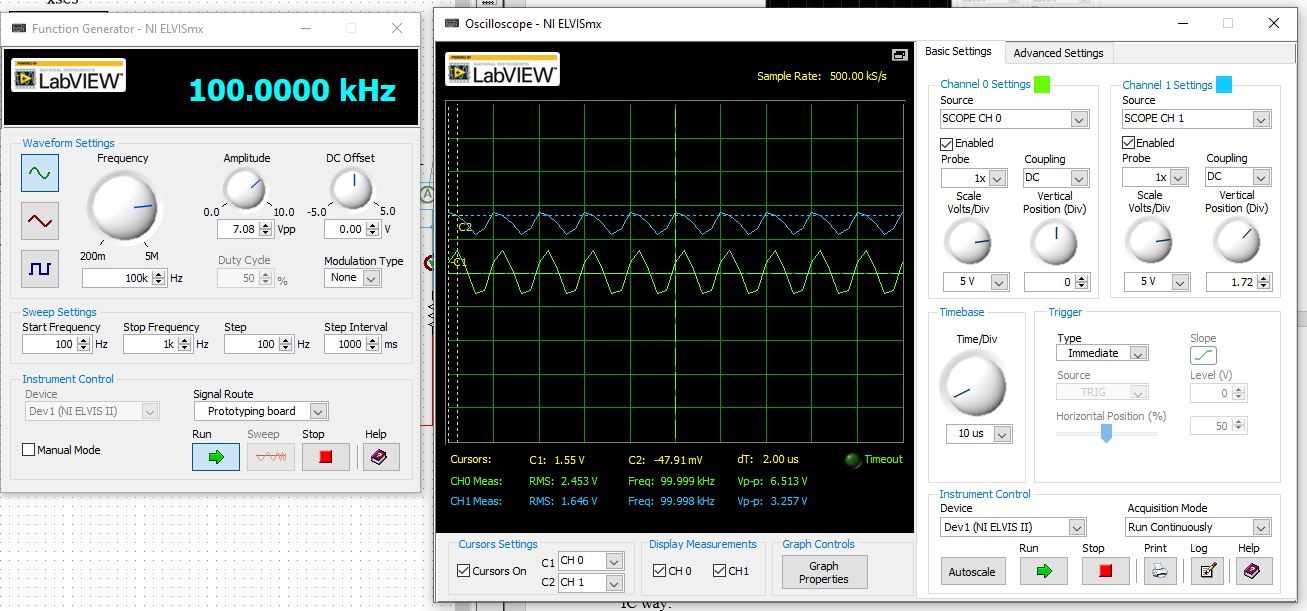 Function Generator - NI ELVISmx
POWERED BY
NATIONAL INSTRUMENTS
LabVIEW™
100.0000 kHz
Waveform Settings
Frequency
200m 5M
100k Hz
Amplitude
0.0 10.0
7.08 Vpp
DC Offset
-5.0 5.0
0.00 V
Duty Cycle
50 %
Modulation Type
None
Sweep Settings
Start Frequency Stop Frequency Step Step Interval
100 Hz 1k Hz 100 Hz 1000 ms
Instrument Control
Device
Dev1 (NI ELVIS II)
Signal Route
Prototyping board
Manual Mode
Run Sweep Stop Help
A
Oscilloscope - NI ELVISmx
POWERED BY
NATIONAL INSTRUMENTS
LabVIEW™
Sample Rate: 500.00 kS/s
C2
C1
Cursors: C1: 1.55 V C2: -47.91 mV dT: 2.00 us Timeout
CH0 Meas: RMS: 2.453 V Freq: 99.999 kHz Vp-p: 6.513 V
CH1 Meas: RMS: 1.646 V Freq: 99.998 kHz Vp-p: 3.257 V
Cursors Settings
Cursors On
C1 CH 0
C2 CH 1
Display Measurements
CH 0 CH1
Graph Controls
Graph
Properties
Basic Settings Advanced Settings
Channel 0 Settings
Source
SCOPE CH 0
Enabled
Probe Coupling
1x DC
Scale Vertical
Volts/Div Position (Div)
5 V 0
Channel 1 Settings
Source
SCOPE CH 1
Enabled
Probe Coupling
1x DC
Scale Vertical
Volts/Div Position (Div)
5 V 1.72
Timebase
Time/Div
10 us
Trigger
Type
Immediate
Slope
Source
TRIG
Level (V)
0
Horizontal Position (%)
50
Instrument Control
Device
Dev1 (NI ELVIS II)
Acquisition Mode
Run Continuously
Run Stop Print Log Help
Autoscale